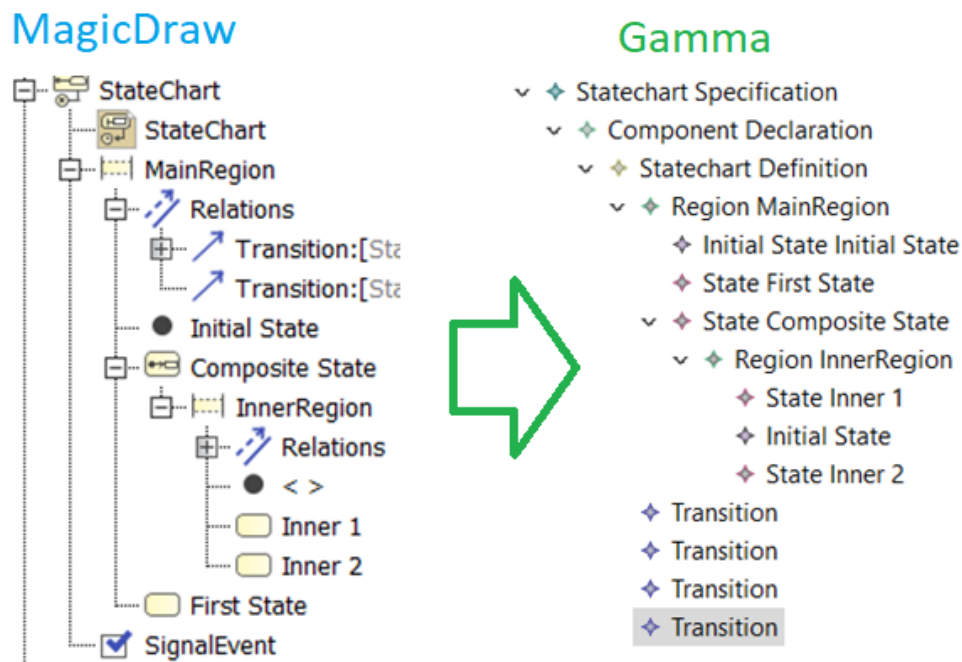 MagicDraw
StateChart
StateChart
MainRegion
Relations
Transition:[Sta
Transition:[Sta
Initial State
Composite State
InnerRegion
Relations
< >
Inner 1
Inner 2
First State
SignalEvent
Gamma
Statechart Specification
Component Declaration
Statechart Definition
Region MainRegion
Initial State Initial State
State First State
State Composite State
Region InnerRegion
State Inner 1
Initial State
State Inner 2
Transition
Transition
Transition
Transition